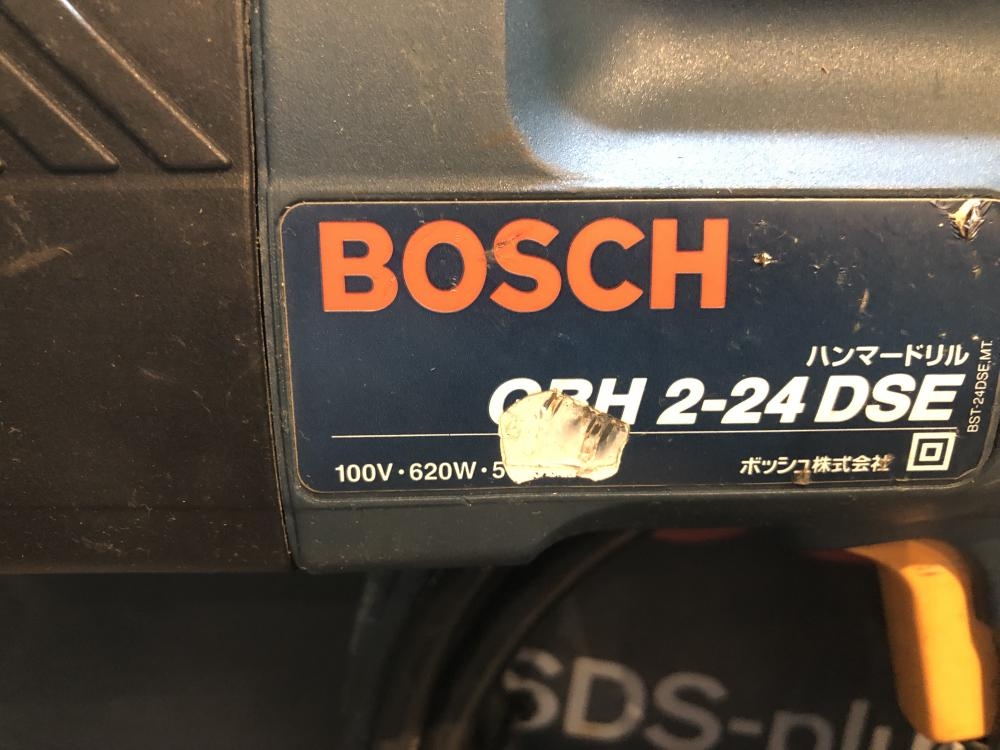 BOSCH
ハンマードリル
GBH 2-24 DSE
BST-24DSE.MT.
100V・620W・5
ボッシュ株式会社
SDS-plu